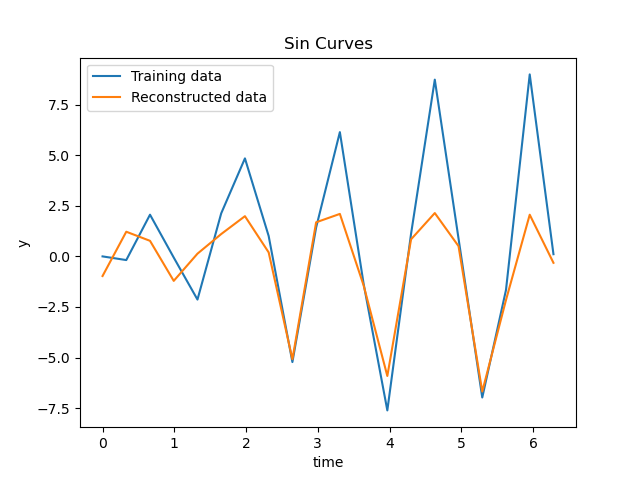 Sin Curves
Training data
Reconstructed data
y
7.5
5.0
2.5
0.0
−2.5
−5.0
−7.5
0 1 2 3 4 5 6
time